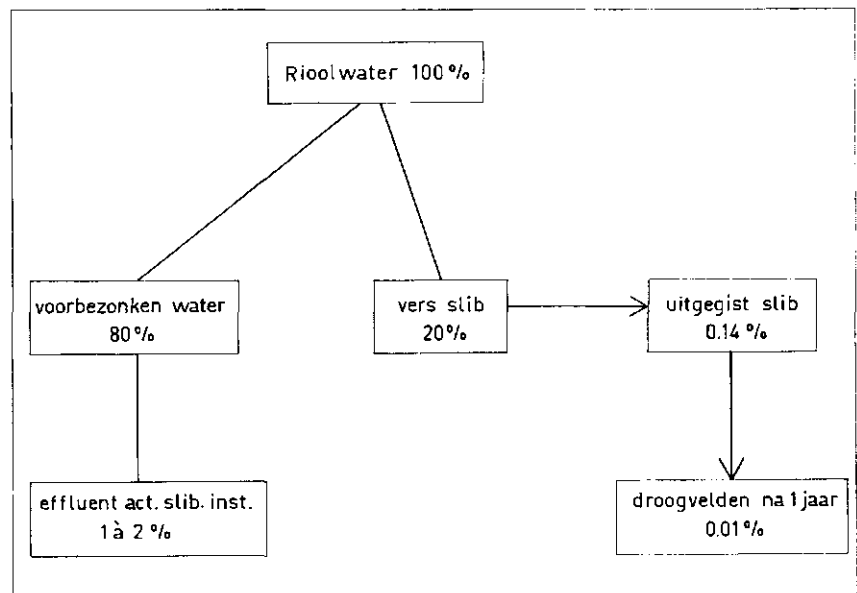 Rioolwater 100%
voorbezonken water
80%
vers slib
20%
uitgegist slib
0.14%
effluent act. slib. inst.
1 à 2%
droogvelden na 1 jaar
0.01%